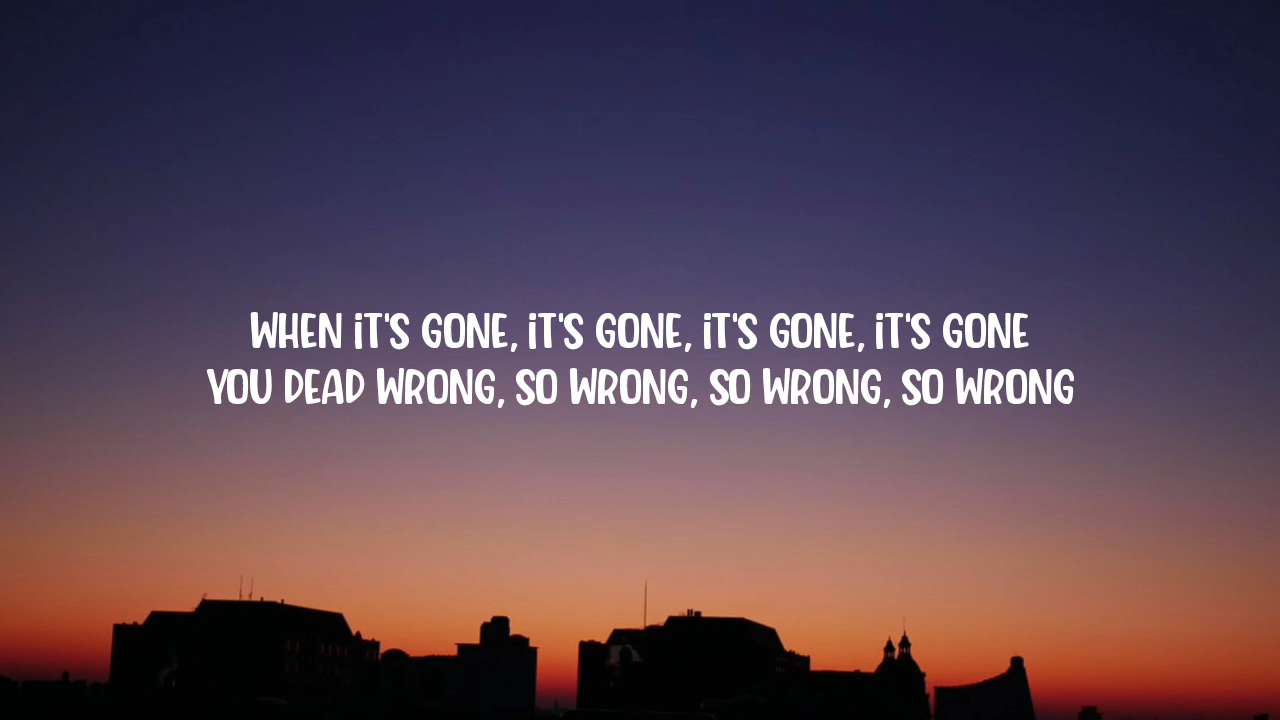 WHEN iT'S GONE, iT'S GONE, iT'S GONE, iT'S GONE
YOU DEAD WRONG, SO WRONG, SO WRONG, SO WRONG